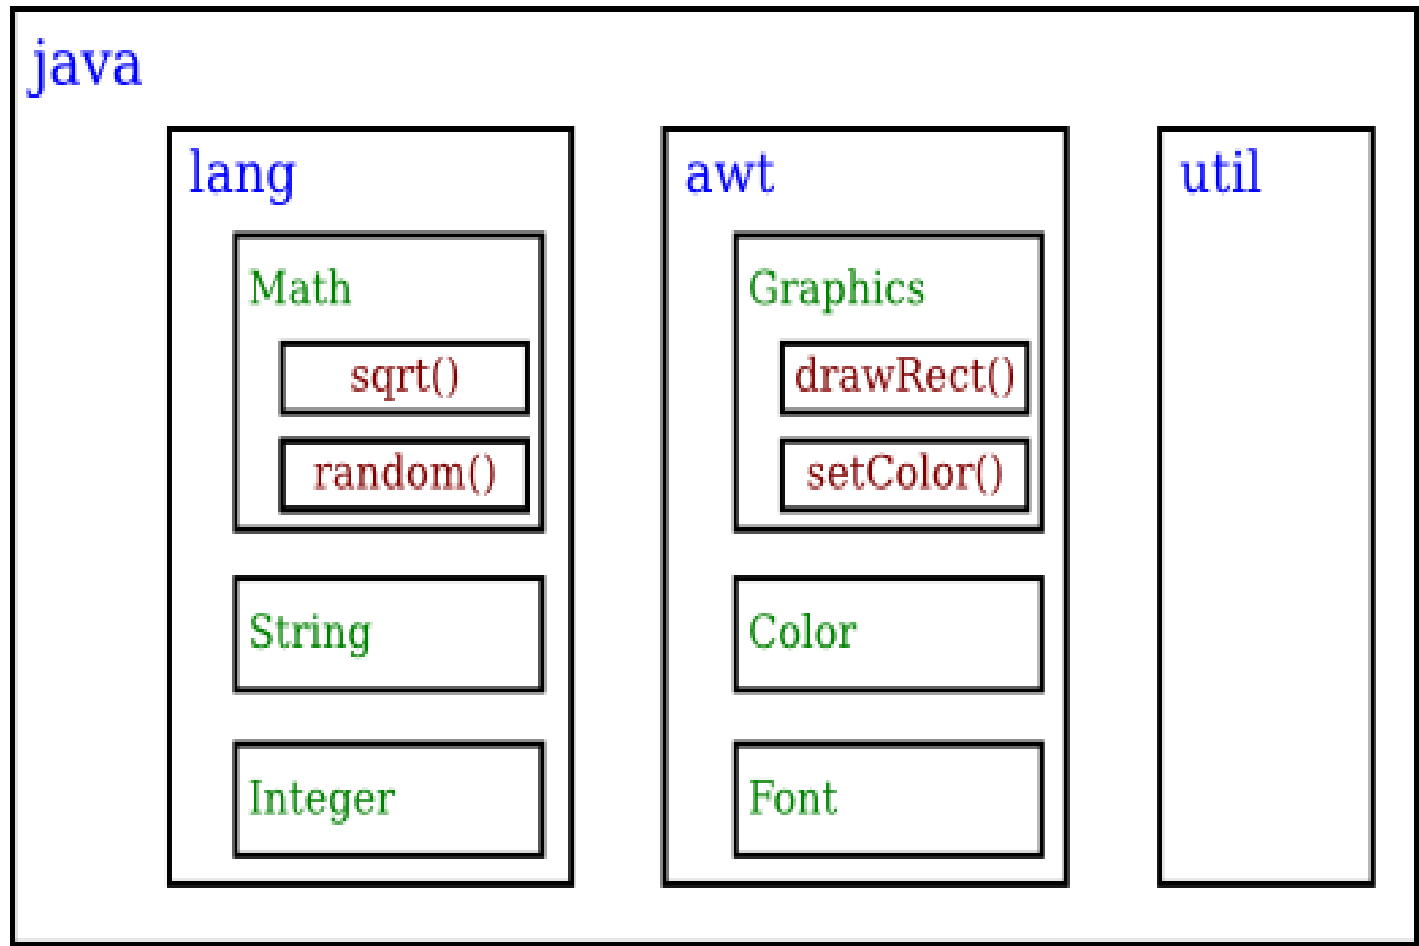 java
lang
Math
sqrt()
random()
String
Integer
awt
Graphics
drawRect()
setColor()
Color
Font
util